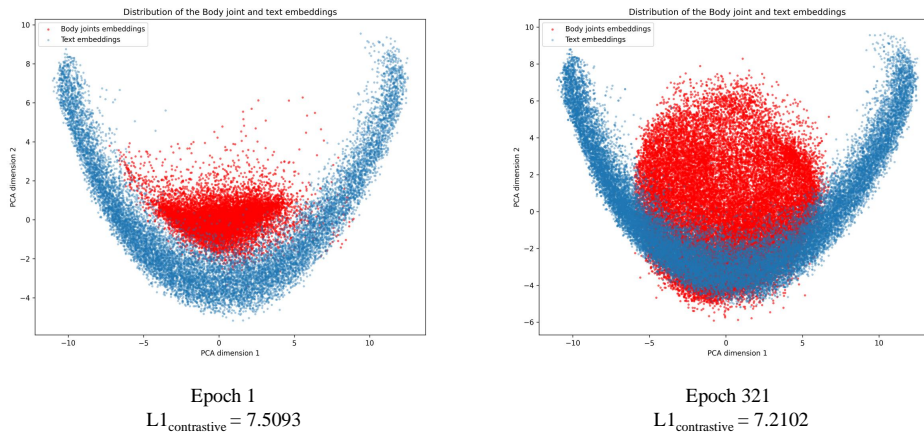 Distribution of the Body joint and text embeddings
Body joints embeddings
Text embeddings
PCA dimension 2
10
8
6
4
2
0
−2
−4
−10
−5
0
5
10
PCA dimension 1
Epoch 1
L1contrastive = 7.5093
Distribution of the Body joint and text embeddings
Body joints embeddings
Text embeddings
PCA dimension 2
10
8
6
4
2
0
−2
−4
−6
−10
−5
0
5
10
PCA dimension 1
Epoch 321
L1contrastive = 7.2102